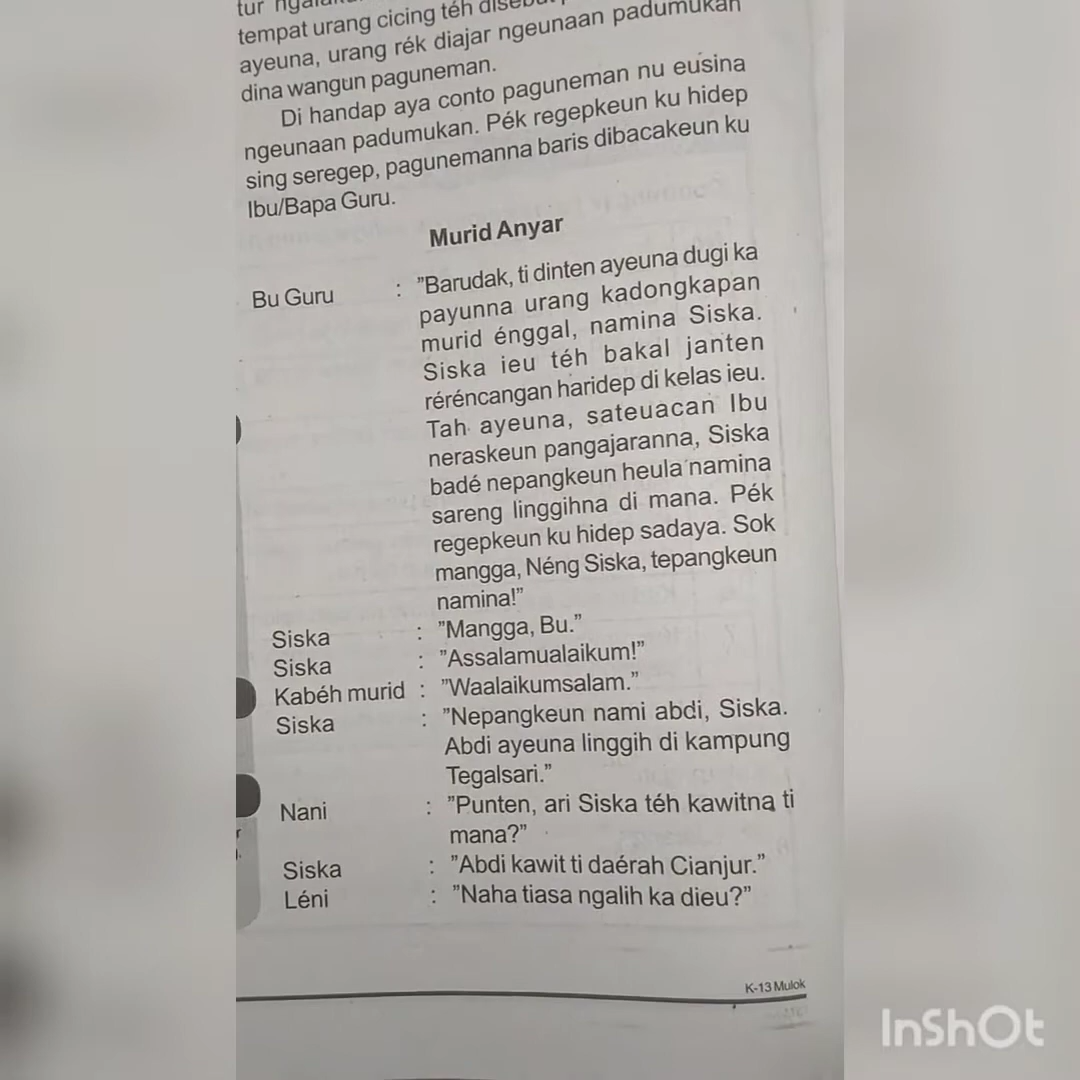 tur
tempat urang cicing téh
ayeuna, urang rék diajar ngeunaan padumukan
dina wangun paguneman.
Di handap aya conto paguneman nu eusina
ngeunaan padumukan. Pék regepkeun ku hidep
sing seregep, pagunemanna baris dibacakeun ku
Ibu/Bapa Guru.
Murid Anyar
Bu Guru : "Barudak, ti dinten ayeuna dugi ka
payunna urang kadongkapan
murid énggal, namina Siska.
Siska ieu téh bakal janten
réréncangan haridep di kelas ieu.
Tah ayeuna, sateuacan Ibu
neraskeun pangajaranna, Siska
badé nepangkeun heula namina
sareng linggihna di mana. Pék
regepkeun ku hidep sadaya. Sok
mangga, Néng Siska, tepangkeun
namina!"
Siska : "Mangga, Bu."
Siska : "Assalamualaikum!"
Kabéh murid : "Waalaikumsalam."
Siska : "Nepangkeun nami abdi, Siska.
Abdi ayeuna linggih di kampung
Tegalsari."
Nani : "Punten, ari Siska téh kawitna ti
mana?"
Siska : "Abdi kawit ti daérah Cianjur."
Léni : "Naha tiasa ngalih ka dieu?"
K-13 Mulok
InShOt